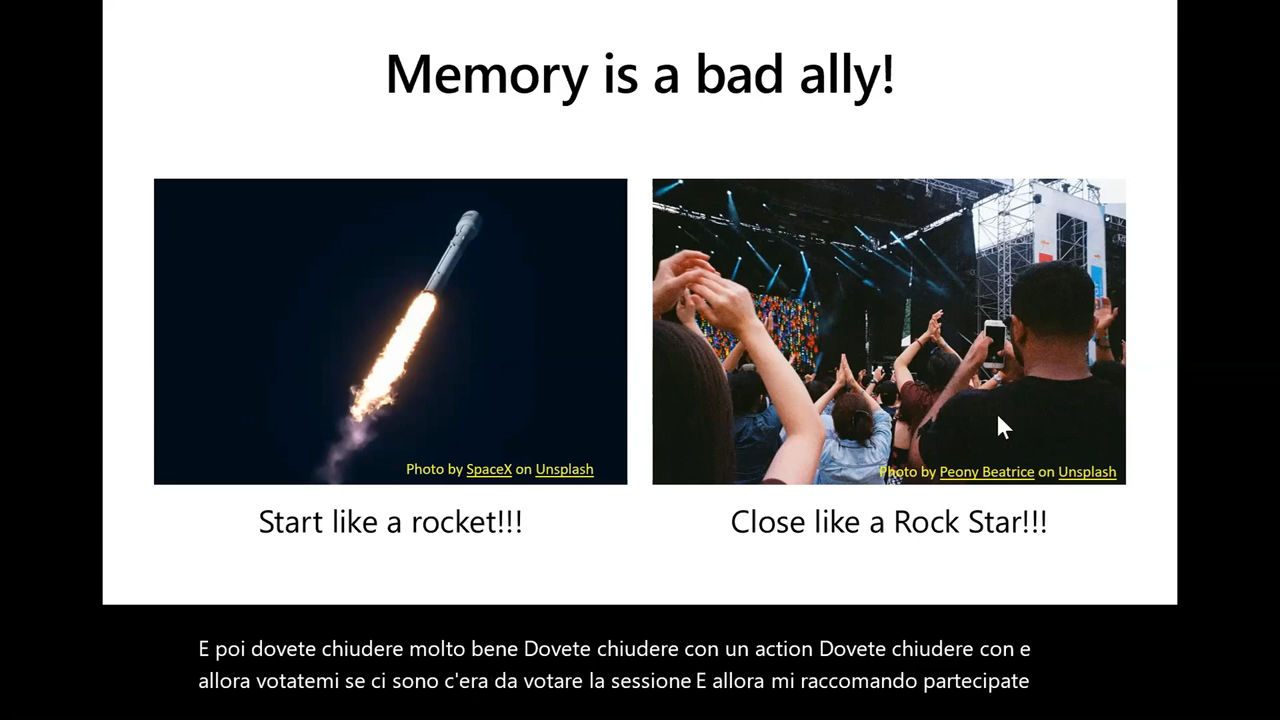 Memory is a bad ally!
Photo by SpaceX on Unsplash
Photo by Peony Beatrice on Unsplash
Start like a rocket!!!
Close like a Rock Star!!!
E poi dovete chiudere molto bene Dovete chiudere con un action Dovete chiudere con e
allora votatemi se ci sono c'era da votare la sessione E allora mi raccomando partecipate